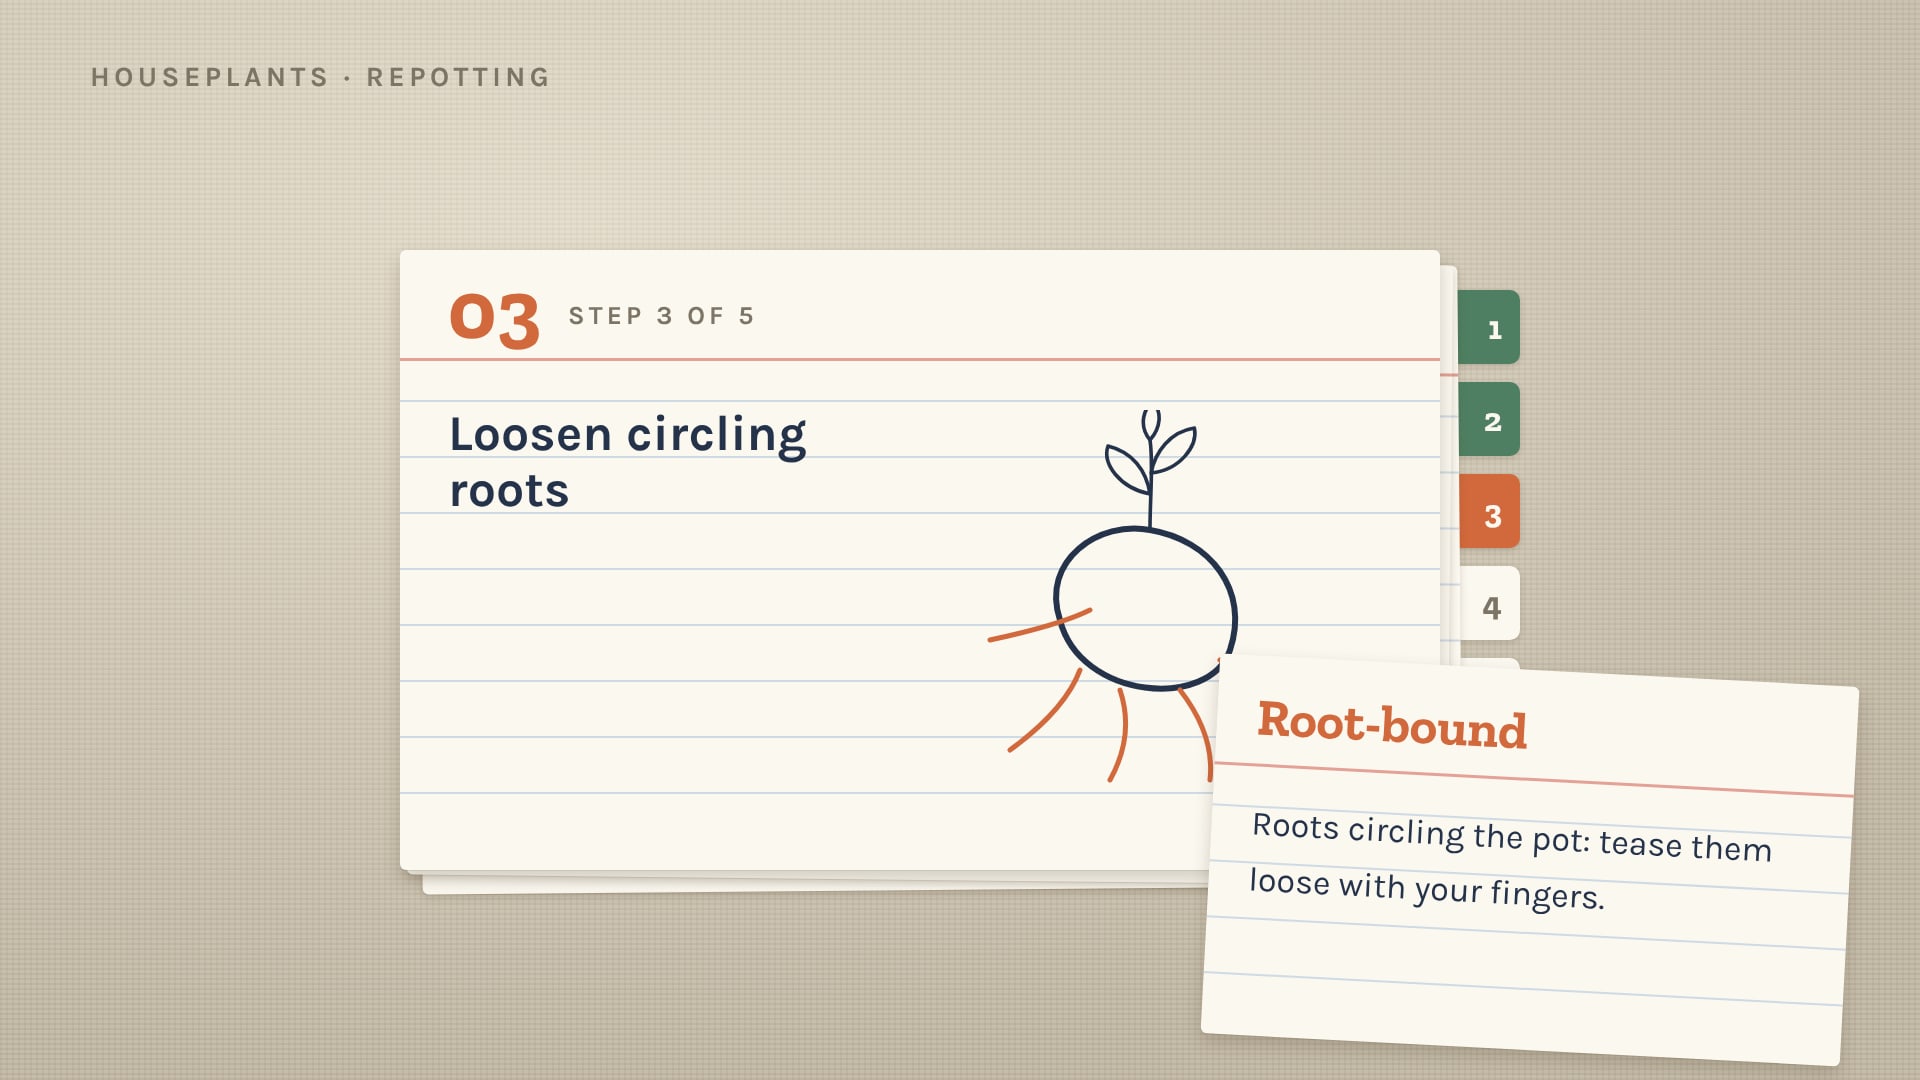 HOUSEPLANTS · REPOTTING
03 STEP 3 OF 5
Loosen circling
roots
1
2
3
4
Root-bound
Roots circling the pot: tease them
loose with your fingers.